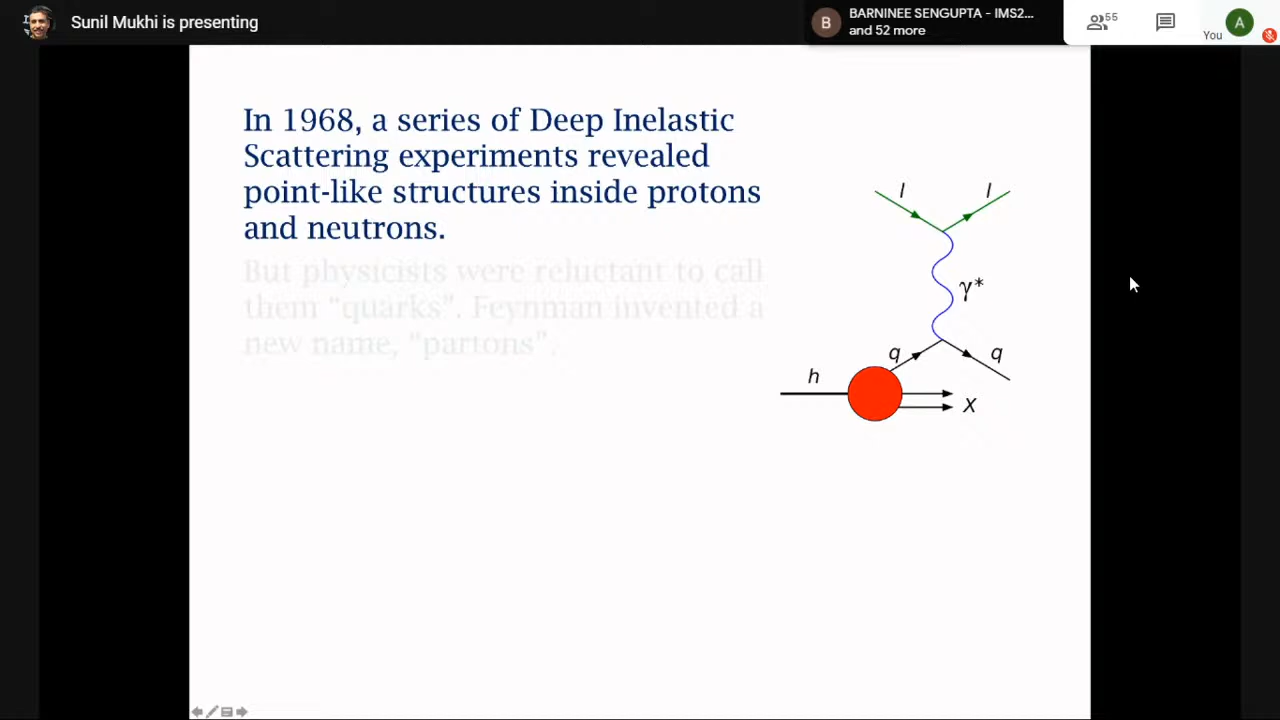 Sunil Mukhi is presenting
B
BARNINEE SENGUPTA - IMS2...
and 52 more
55
You
A
In 1968, a series of Deep Inelastic
Scattering experiments revealed
point-like structures inside protons
and neutrons.
But physicists were reluctant to call
them “quarks”. Feynman invented a
new name, “partons”.
l l
γ*
q q
h
X